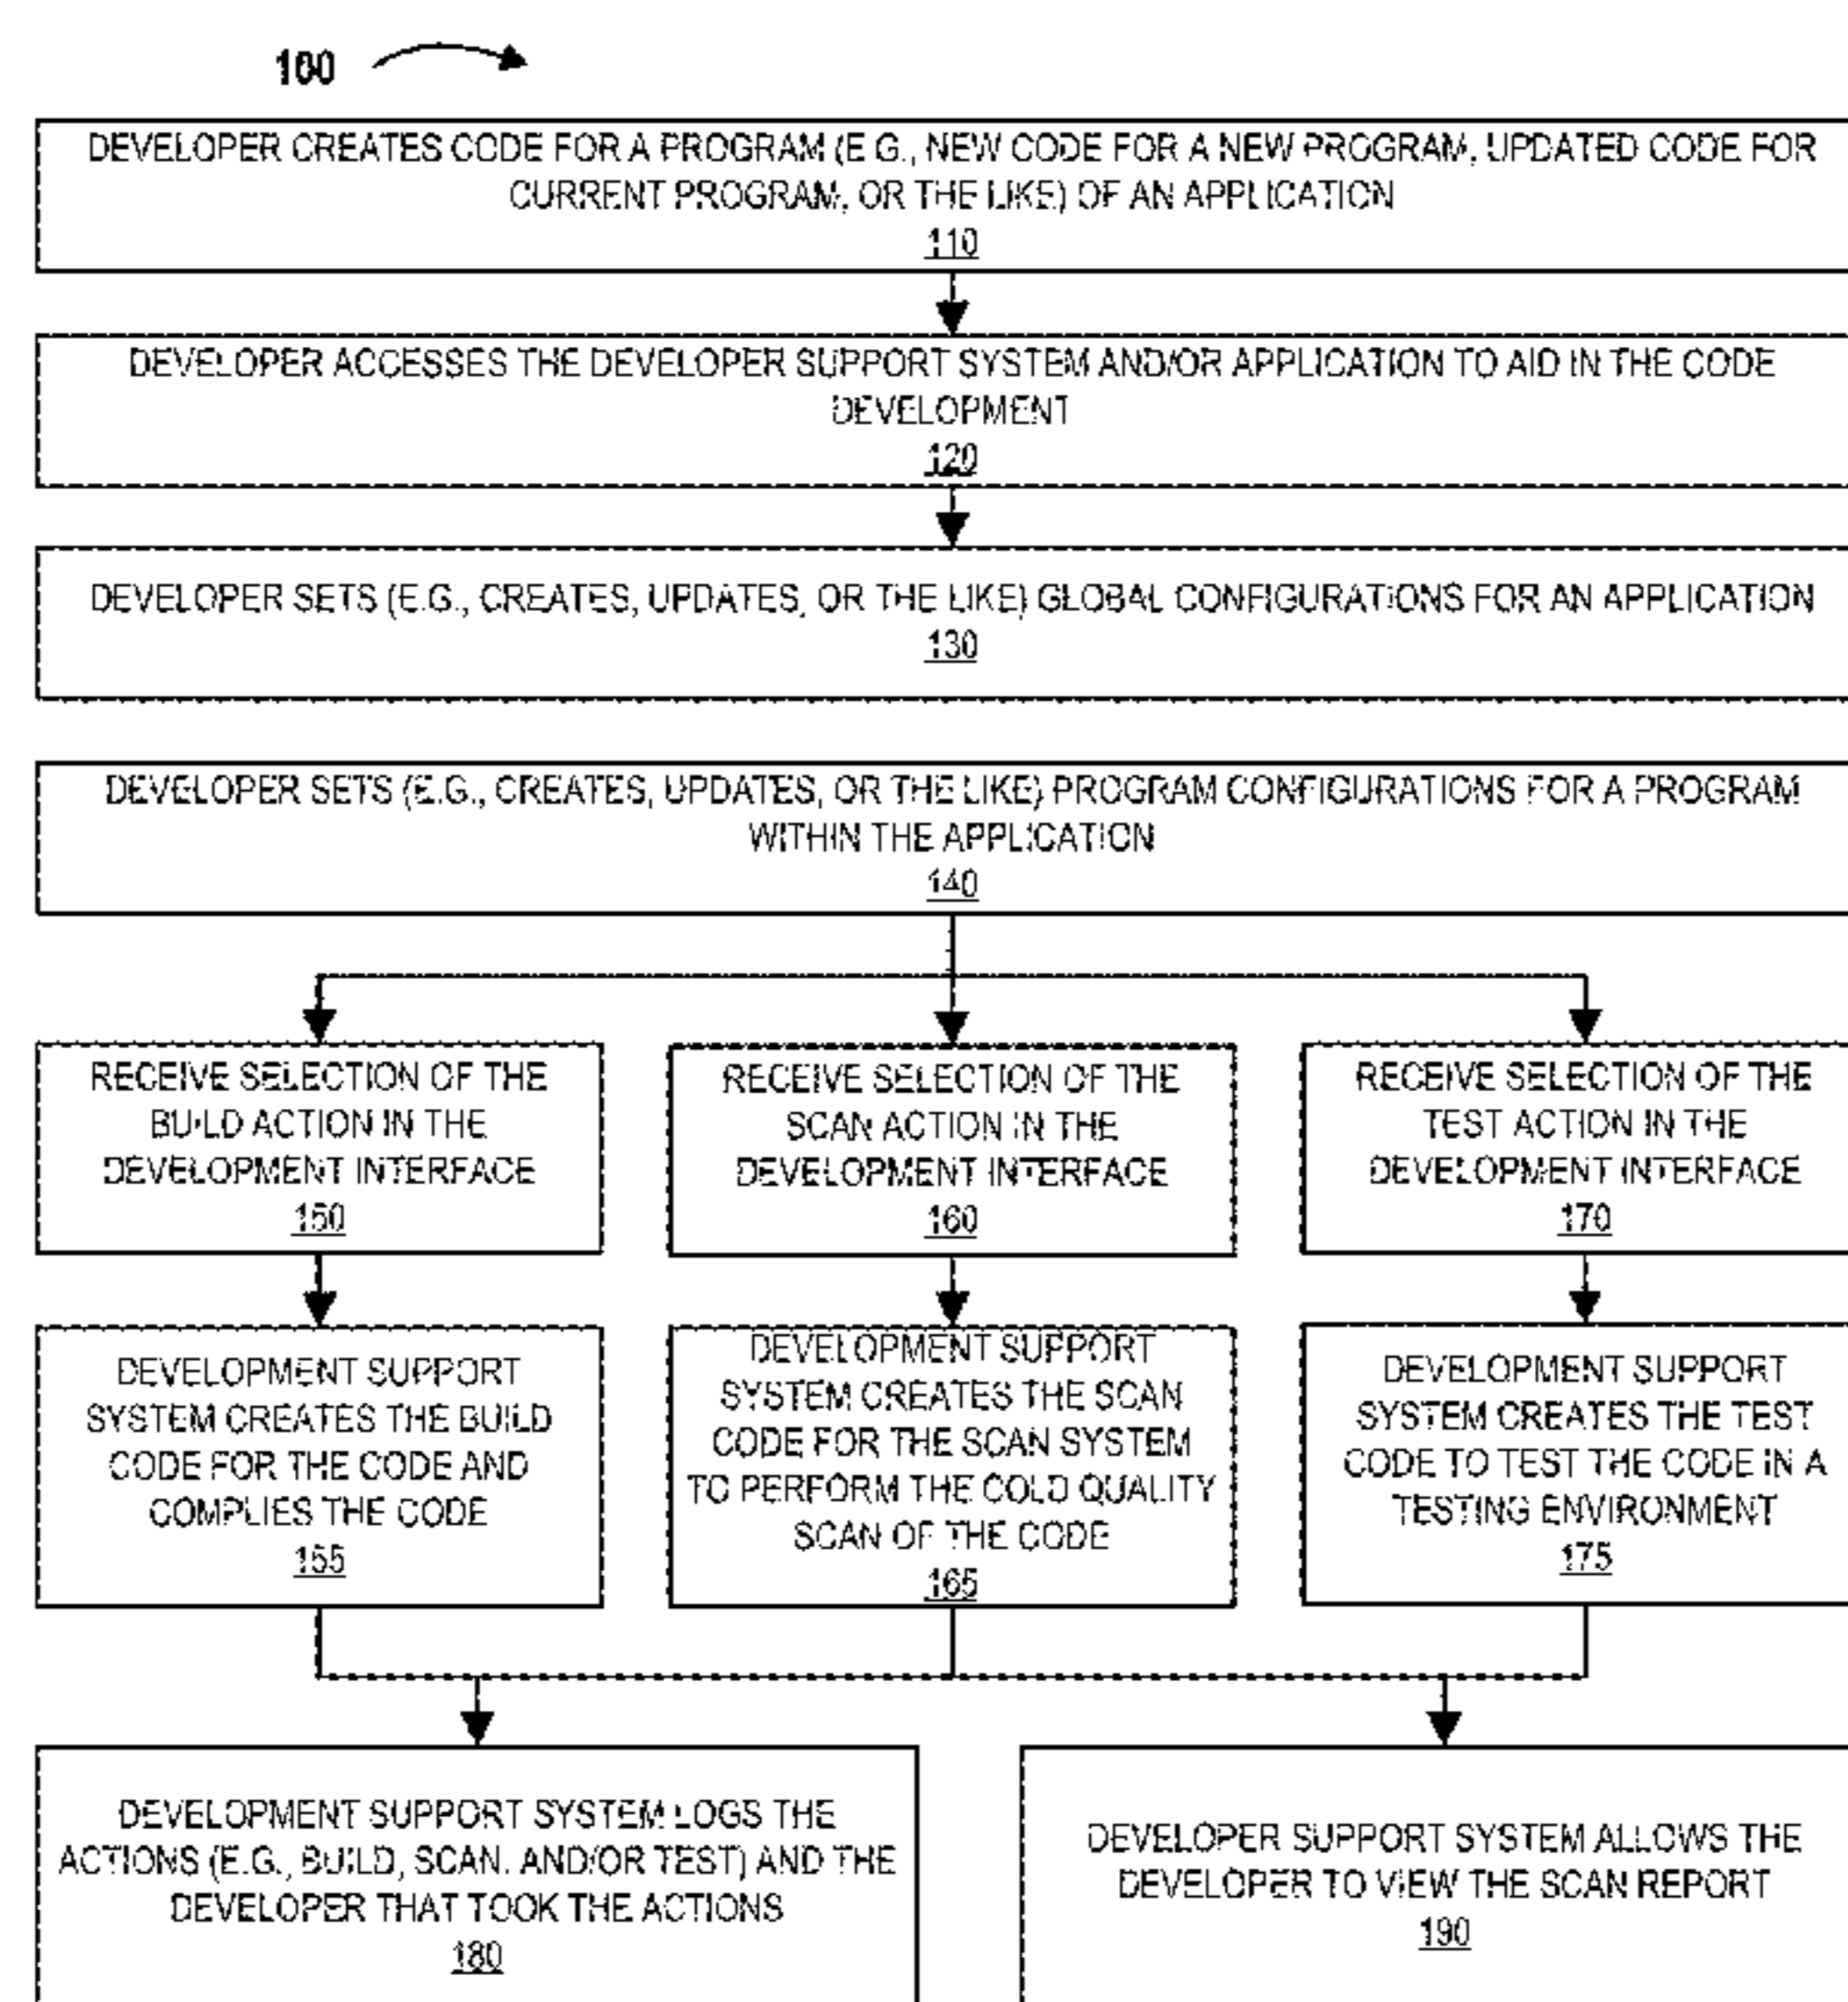 100
DEVELOPER CREATES CODE FOR A PROGRAM (E.G., NEW CODE FOR A NEW PROGRAM, UPDATED CODE FOR
CURRENT PROGRAM, OR THE LIKE) OF AN APPLICATION
110
DEVELOPER ACCESSES THE DEVELOPER SUPPORT SYSTEM AND/OR APPLICATION TO AID IN THE CODE
DEVELOPMENT
120
DEVELOPER SETS (E.G., CREATES, UPDATES, OR THE LIKE) GLOBAL CONFIGURATIONS FOR AN APPLICATION
130
DEVELOPER SETS (E.G., CREATES, UPDATES, OR THE LIKE) PROGRAM CONFIGURATIONS FOR A PROGRAM
WITHIN THE APPLICATION
140
RECEIVE SELECTION OF THE
BUILD ACTION IN THE
DEVELOPMENT INTERFACE
150
RECEIVE SELECTION OF THE
SCAN ACTION IN THE
DEVELOPMENT INTERFACE
160
RECEIVE SELECTION OF THE
TEST ACTION IN THE
DEVELOPMENT INTERFACE
170
DEVELOPMENT SUPPORT
SYSTEM CREATES THE BUILD
CODE FOR THE CODE AND
COMPLIES THE CODE
155
DEVELOPMENT SUPPORT
SYSTEM CREATES THE SCAN
CODE FOR THE SCAN SYSTEM
TO PERFORM THE COLD QUALITY
SCAN OF THE CODE
165
DEVELOPMENT SUPPORT
SYSTEM CREATES THE TEST
CODE TO TEST THE CODE IN A
TESTING ENVIRONMENT
175
DEVELOPMENT SUPPORT SYSTEM LOGS THE
ACTIONS (E.G., BUILD, SCAN, AND/OR TEST) AND THE
DEVELOPER THAT TOOK THE ACTIONS
180
DEVELOPER SUPPORT SYSTEM ALLOWS THE
DEVELOPER TO VIEW THE SCAN REPORT
190